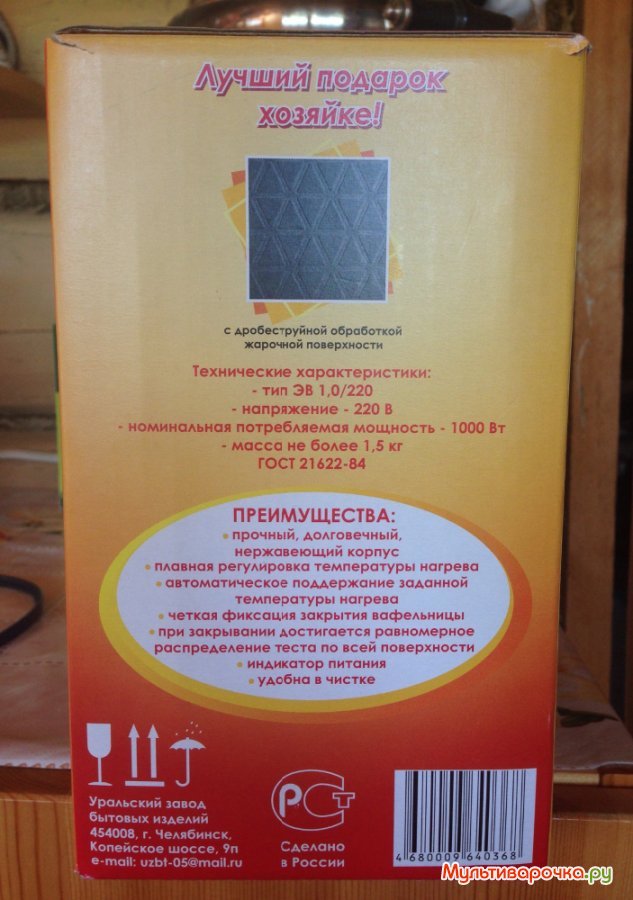 Лучший подарок
хозяйке!
с дробеструйной обработкой
жарочной поверхности
Технические характеристики:
- тип ЭВ 1,0/220
- напряжение - 220 В
- номинальная потребляемая мощность - 1000 Вт
- масса не более 1,5 кг
ГОСТ 21622-84
ПРЕИМУЩЕСТВА:
• прочный, долговечный,
нержавеющий корпус
• плавная регулировка температуры нагрева
• автоматическое поддержание заданной
температуры нагрева
• четкая фиксация закрытия вафельницы
• при закрывании достигается равномерное
распределение теста по всей поверхности
• индикатор питания
• удобна в чистке
Уральский завод
бытовых изделий
454008, г. Челябинск,
Копейское шоссе, 9п
e-mail: uzbt-05@mail.ru
РСТ
Сделано
в России
4 680009 640368
Мультиварочка.ру